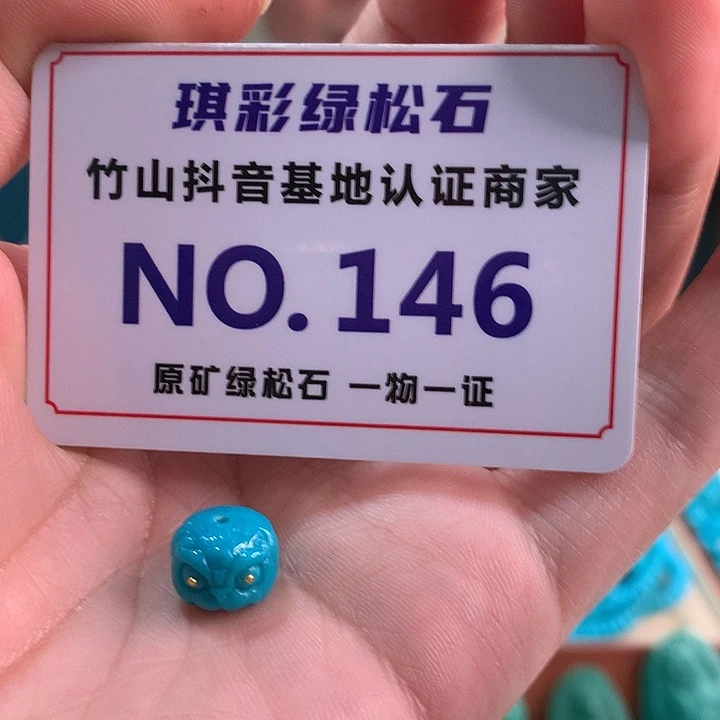 琪彩绿松石
竹山抖音基地认证商家
NO.146
原矿绿松石 一物一证